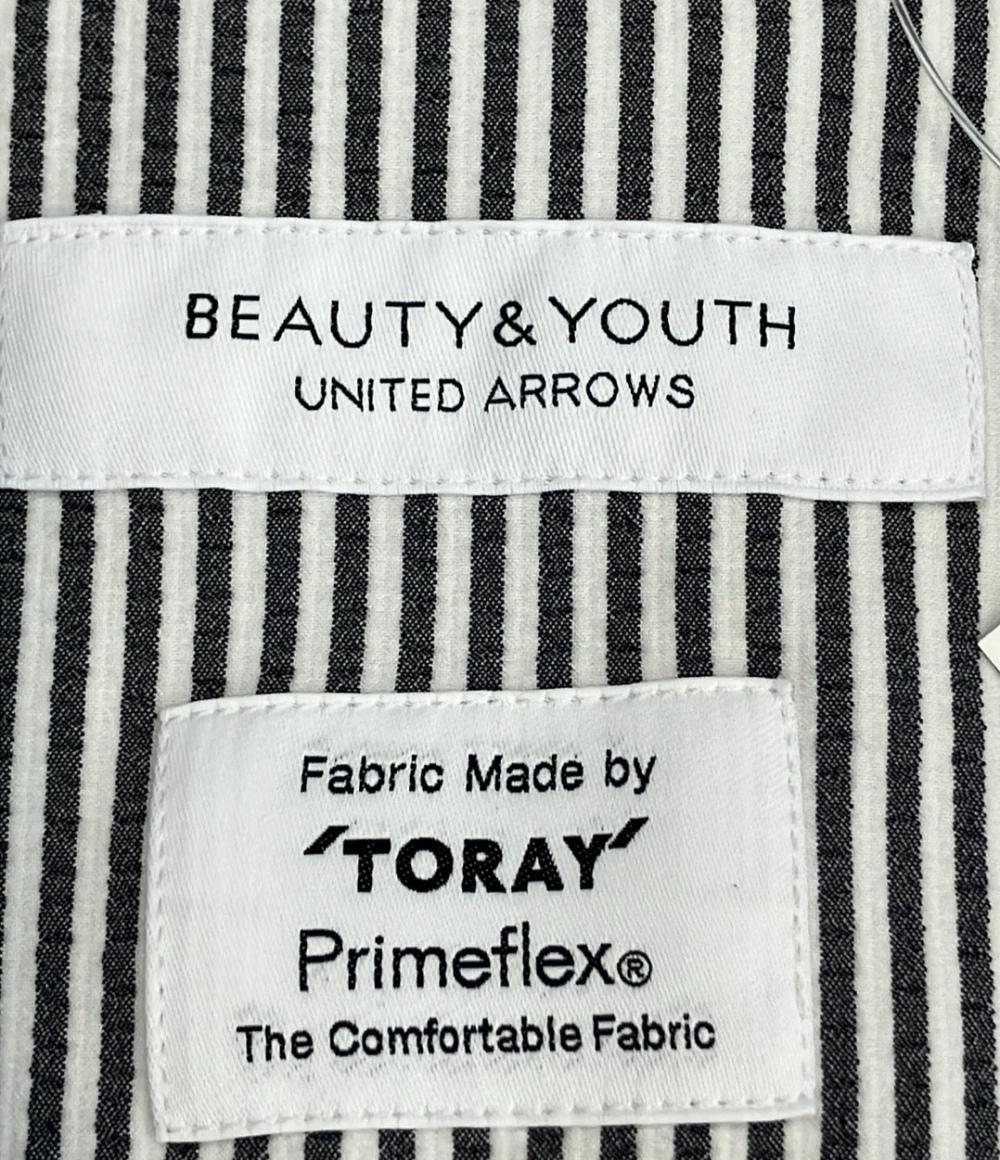 BEAUTY&YOUTH
UNITED ARROWS
Fabric Made by
'TORAY'
Primeflex®
The Comfortable Fabric